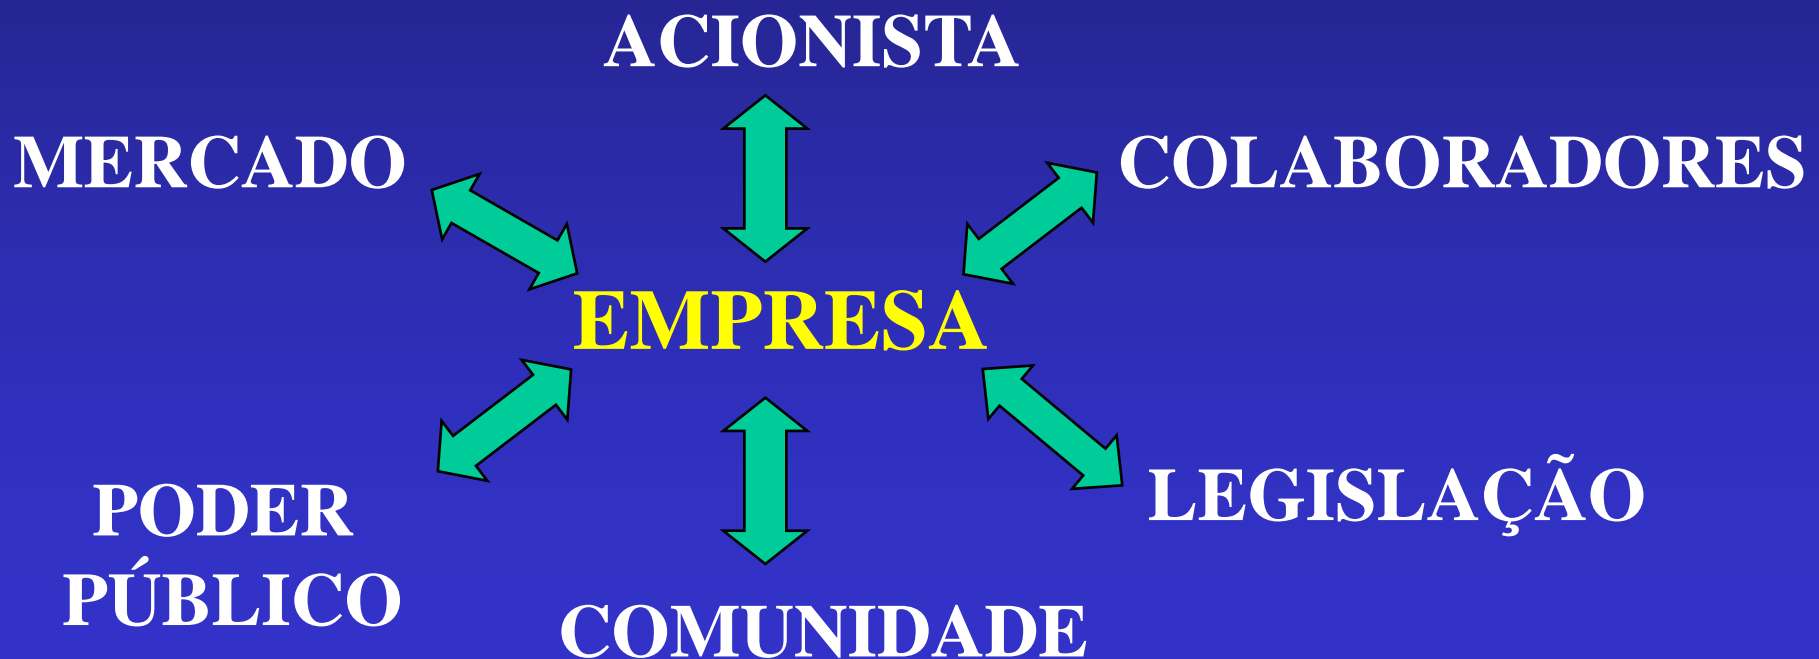 ACIONISTA
MERCADO
COLABORADORES
EMPRESA
PODER
PÚBLICO
LEGISLAÇÃO
COMUNIDADE